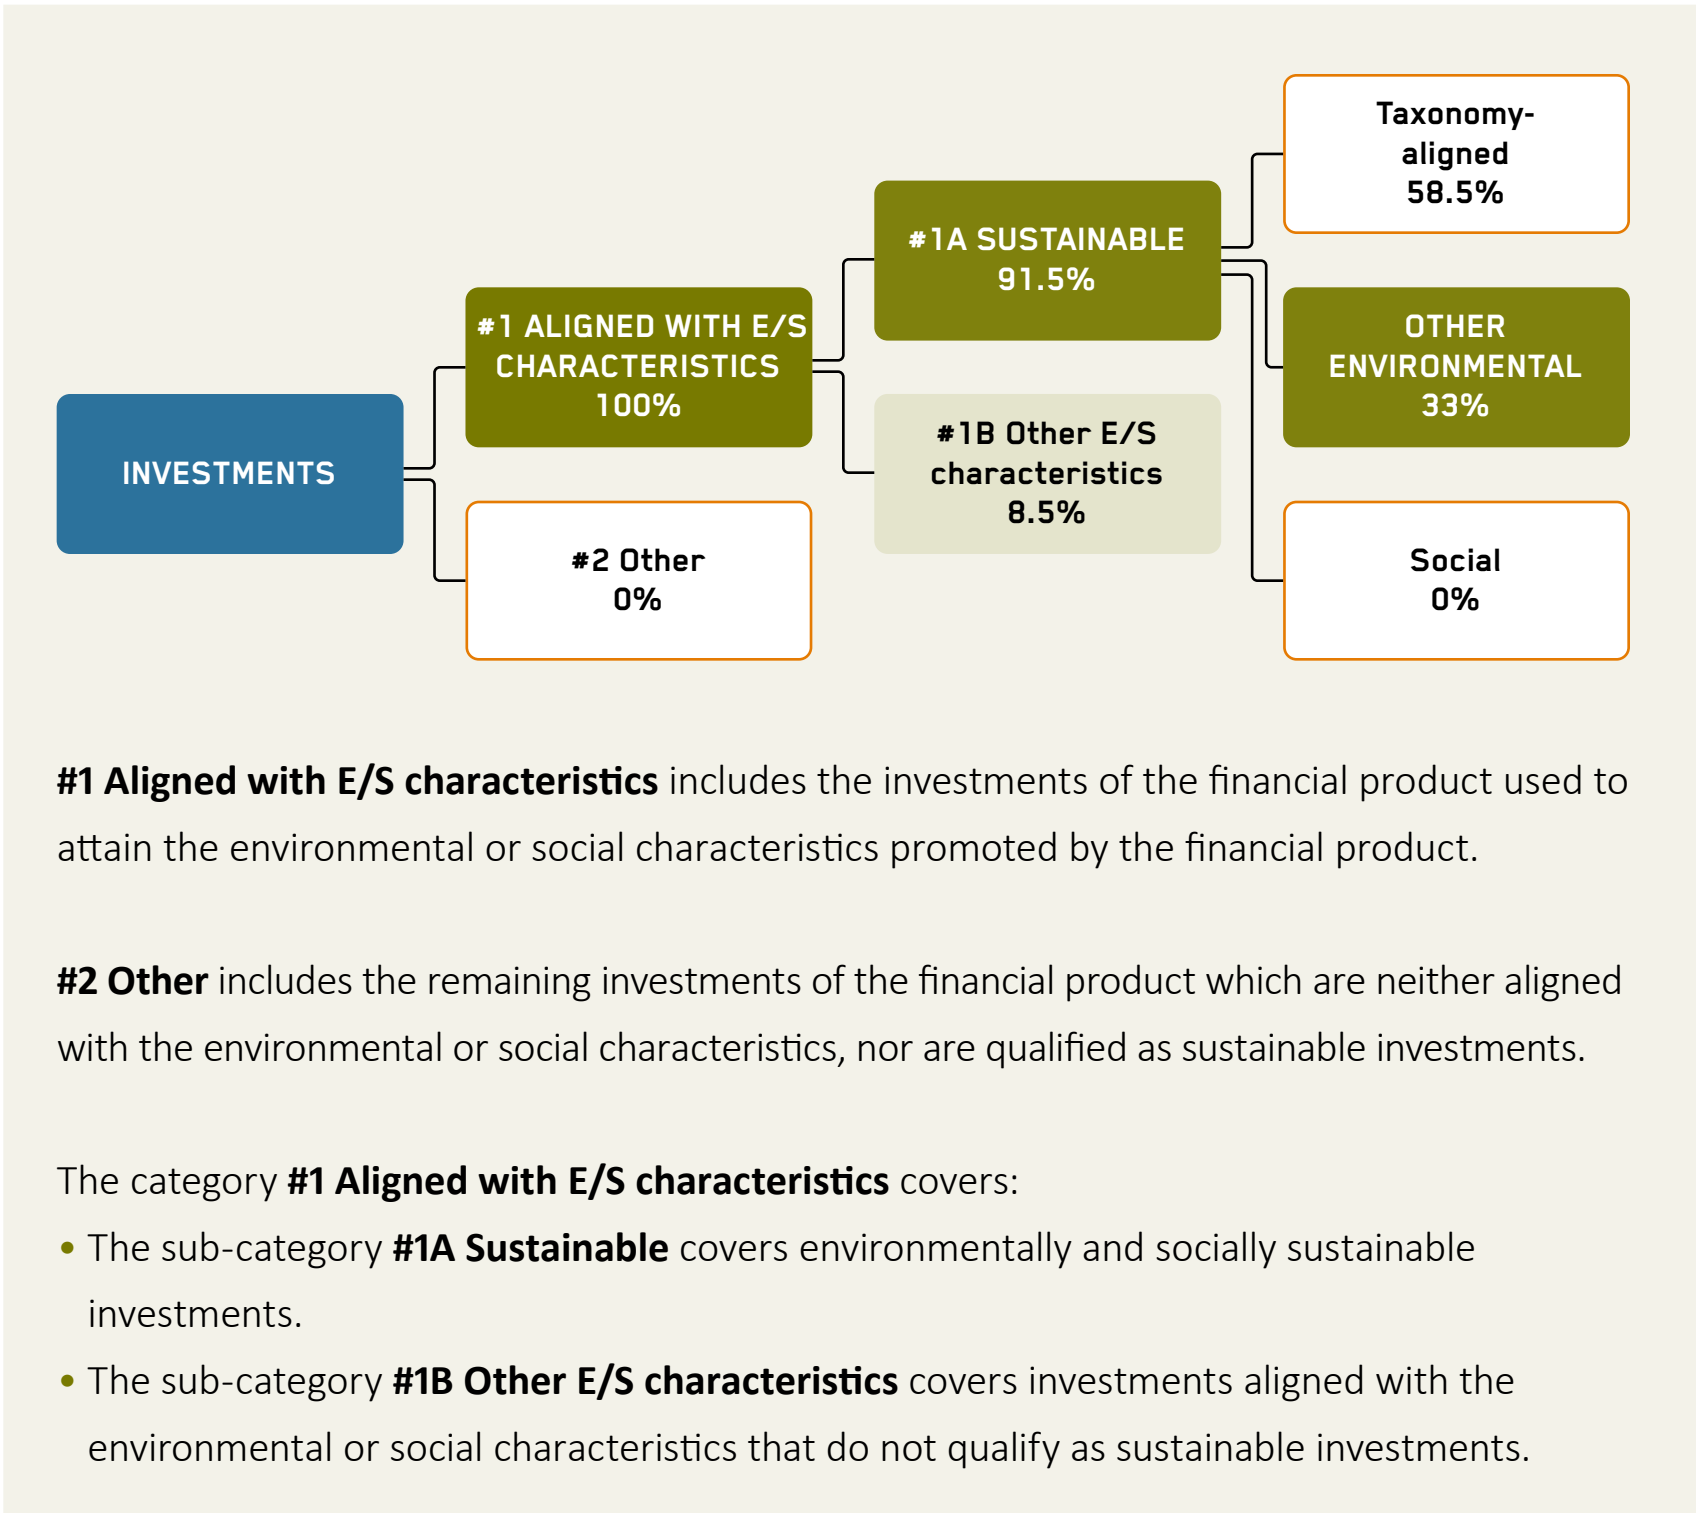 Taxonomy-
aligned
58.5%
#1A SUSTAINABLE
91.5%
#1 ALIGNED WITH E/S
CHARACTERISTICS
100%
OTHER
ENVIRONMENTAL
33%
INVESTMENTS
#1B Other E/S
characteristics
8.5%
#2 Other
0%
Social
0%
#1 Aligned with E/S characteristics includes the investments of the financial product used to
attain the environmental or social characteristics promoted by the financial product.
#2 Other includes the remaining investments of the financial product which are neither aligned
with the environmental or social characteristics, nor are qualified as sustainable investments.
The category #1 Aligned with E/S characteristics covers:
• The sub-category #1A Sustainable covers environmentally and socially sustainable
investments.
• The sub-category #1B Other E/S characteristics covers investments aligned with the
environmental or social characteristics that do not qualify as sustainable investments.